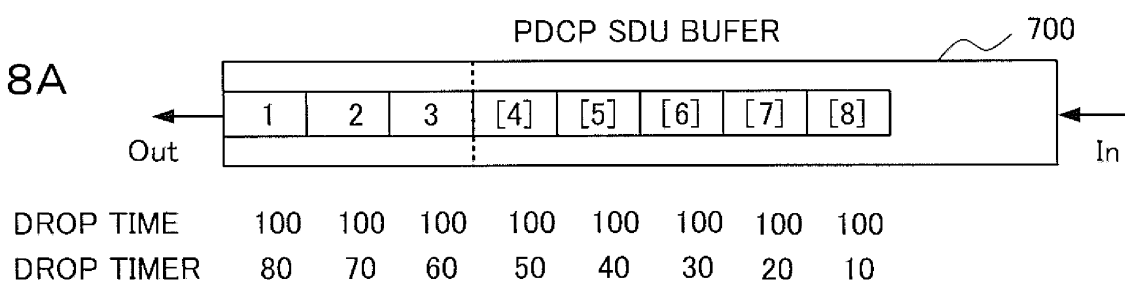 PDCP SDU BUFER 700
8A
1 2 3 [4] [5] [6] [7] [8]
Out In
DROP TIME 100 100 100 100 100 100 100 100
DROP TIMER 80 70 60 50 40 30 20 10